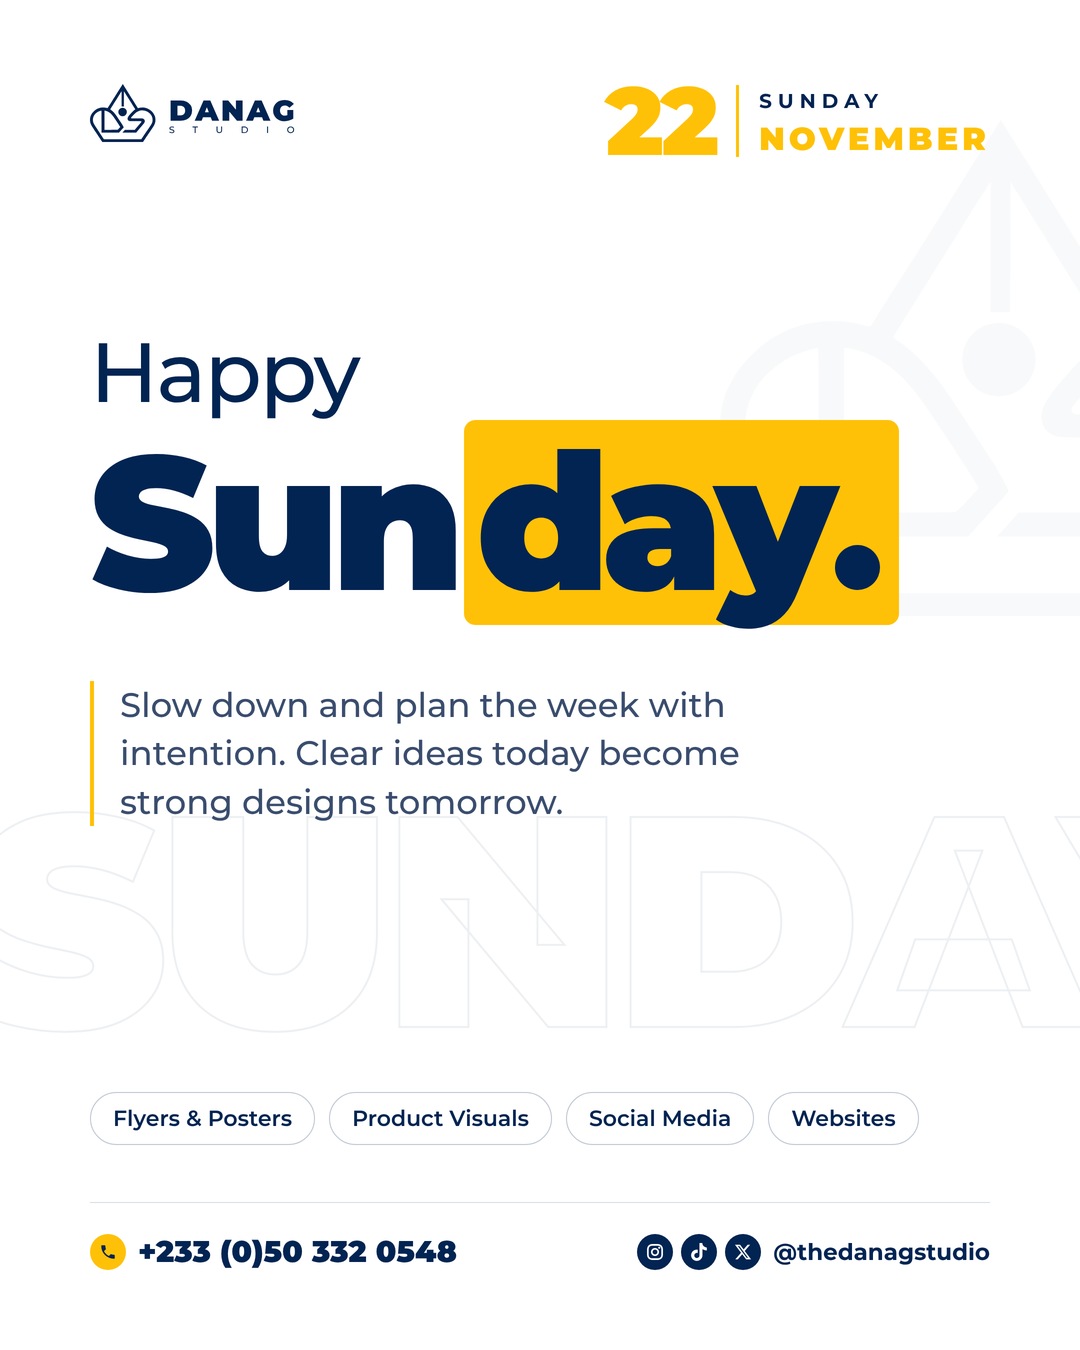 DANAG
STUDIO
22
SUNDAY
NOVEMBER
Happy
Sunday.
Slow down and plan the week with
intention. Clear ideas today become
strong designs tomorrow.
SUNDAY
Flyers & Posters
Product Visuals
Social Media
Websites
+233 (0)50 332 0548
@thedanagstudio